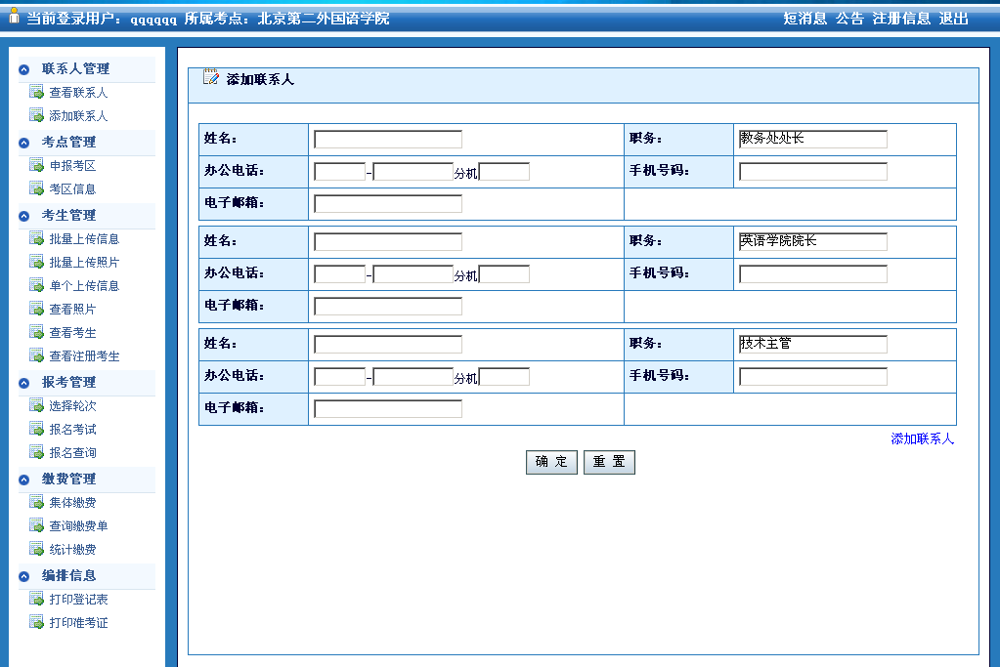 当前登录用户：qqqqqq 所属考点：北京第二外国语学院 短消息 公告 注册信息 退出
联系人管理
查看联系人
添加联系人
考点管理
申报考区
考区信息
考生管理
批量上传信息
批量上传照片
单个上传信息
查看照片
查看考生
查看注册考生
报考管理
选择轮次
报名考试
报名查询
缴费管理
集体缴费
查询缴费单
统计缴费
编排信息
打印登记表
打印准考证
添加联系人
姓名： 职务： 教务处处长
办公电话： - 分机 手机号码：
电子邮箱：
姓名： 职务： 英语学院院长
办公电话： - 分机 手机号码：
电子邮箱：
姓名： 职务： 技术主管
办公电话： - 分机 手机号码：
电子邮箱：
添加联系人
确 定 重 置